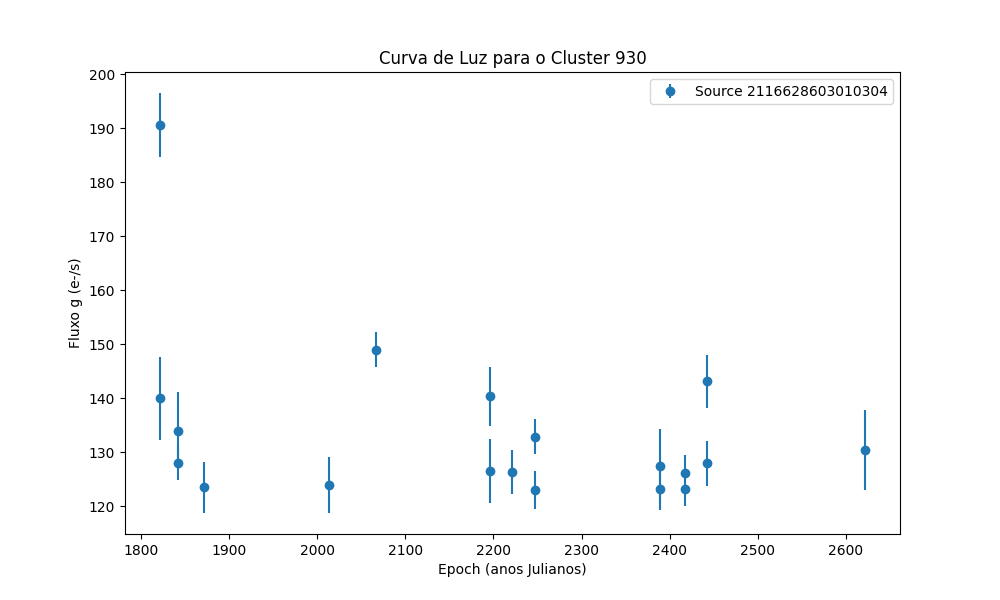 Curva de Luz para o Cluster 930
Source 2116628603010304
Fluxo g (e-/s)
200
190
180
170
160
150
140
130
120
1800 1900 2000 2100 2200 2300 2400 2500 2600
Epoch (anos Julianos)